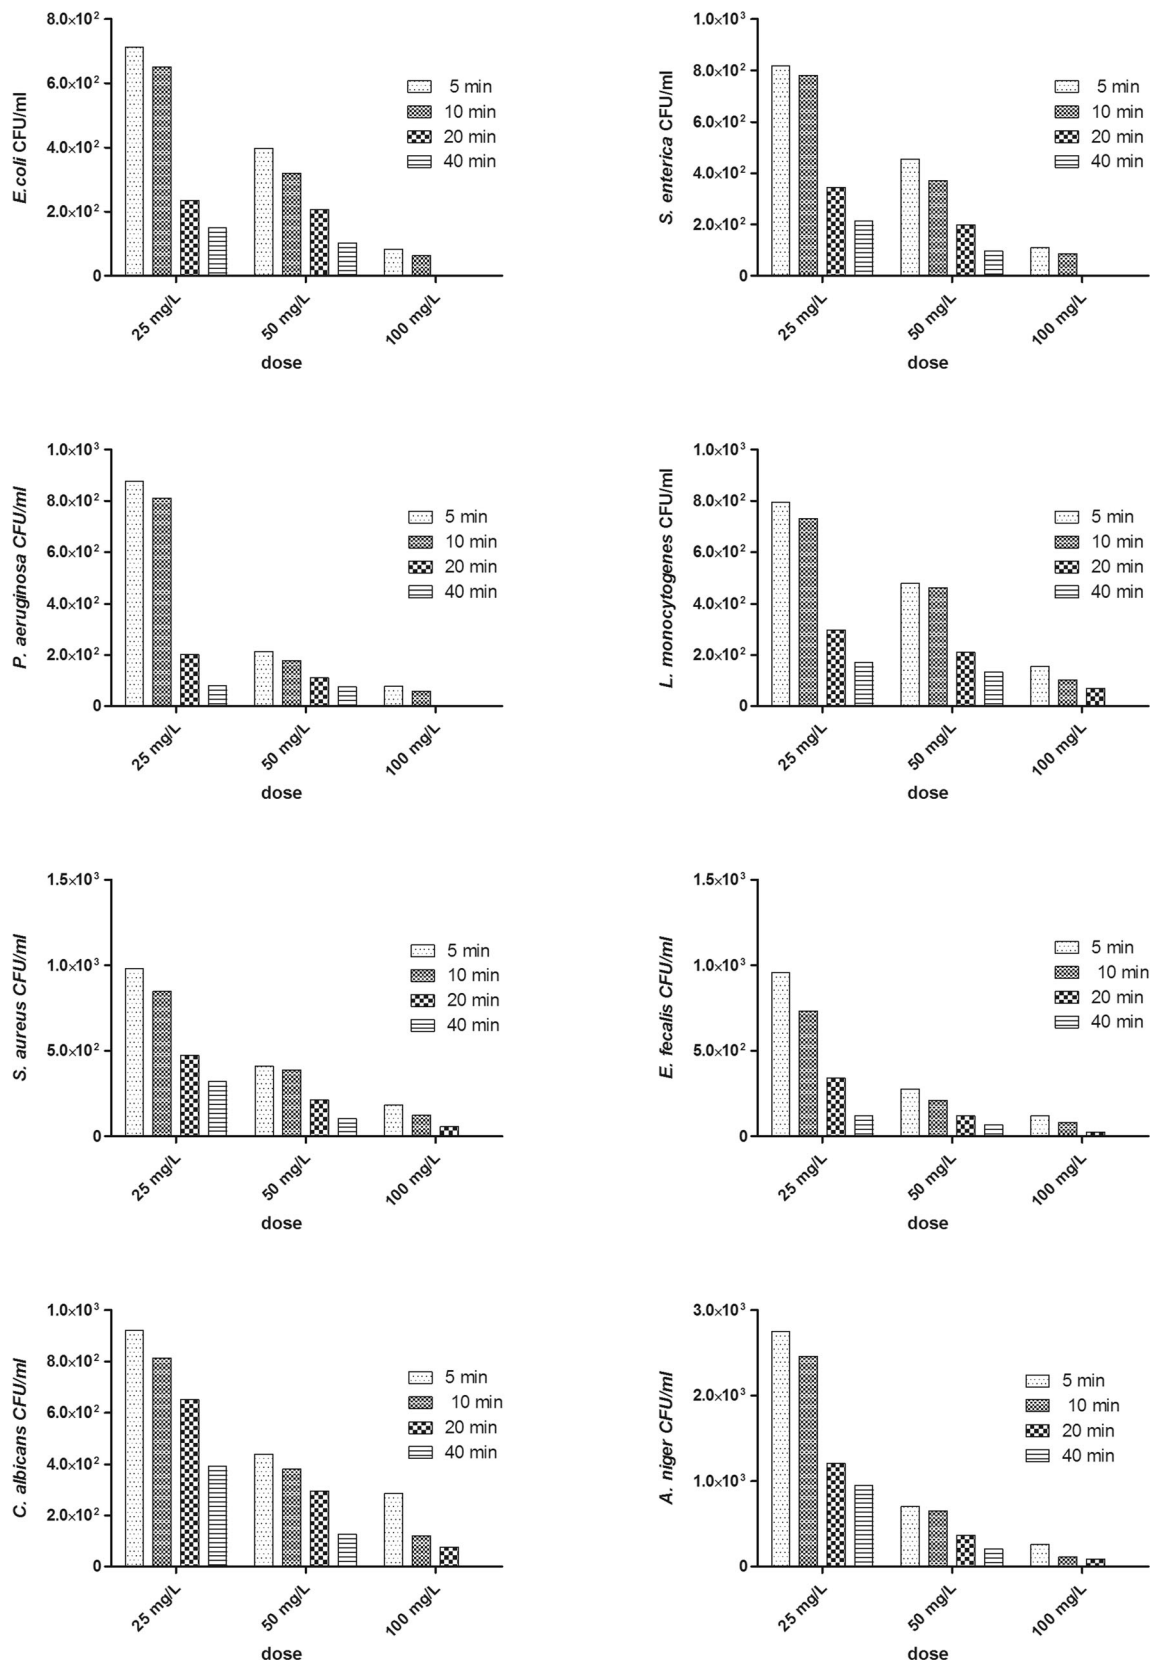 E.coli CFU/ml
8.0×10²
6.0×10²
4.0×10²
2.0×10²
0
5 min
10 min
20 min
40 min
25 mg/L
50 mg/L
100 mg/L
dose
S. enterica CFU/ml
1.0×10³
8.0×10²
6.0×10²
4.0×10²
2.0×10²
0
5 min
10 min
20 min
40 min
25 mg/L
50 mg/L
100 mg/L
dose
P. aeruginosa CFU/ml
1.0×10³
8.0×10²
6.0×10²
4.0×10²
2.0×10²
0
5 min
10 min
20 min
40 min
25 mg/L
50 mg/L
100 mg/L
dose
L. monocytogenes CFU/ml
1.0×10³
8.0×10²
6.0×10²
4.0×10²
2.0×10²
0
5 min
10 min
20 min
40 min
25 mg/L
50 mg/L
100 mg/L
dose
S. aureus CFU/ml
1.5×10³
1.0×10³
5.0×10²
0
5 min
10 min
20 min
40 min
25 mg/L
50 mg/L
100 mg/L
dose
E. fecalis CFU/ml
1.5×10³
1.0×10³
5.0×10²
0
5 min
10 min
20 min
40 min
25 mg/L
50 mg/L
100 mg/L
dose
C. albicans CFU/ml
1.0×10³
8.0×10²
6.0×10²
4.0×10²
2.0×10²
0
5 min
10 min
20 min
40 min
25 mg/L
50 mg/L
100 mg/L
dose
A. niger CFU/ml
3.0×10³
2.0×10³
1.0×10³
0
5 min
10 min
20 min
40 min
25 mg/L
50 mg/L
100 mg/L
dose